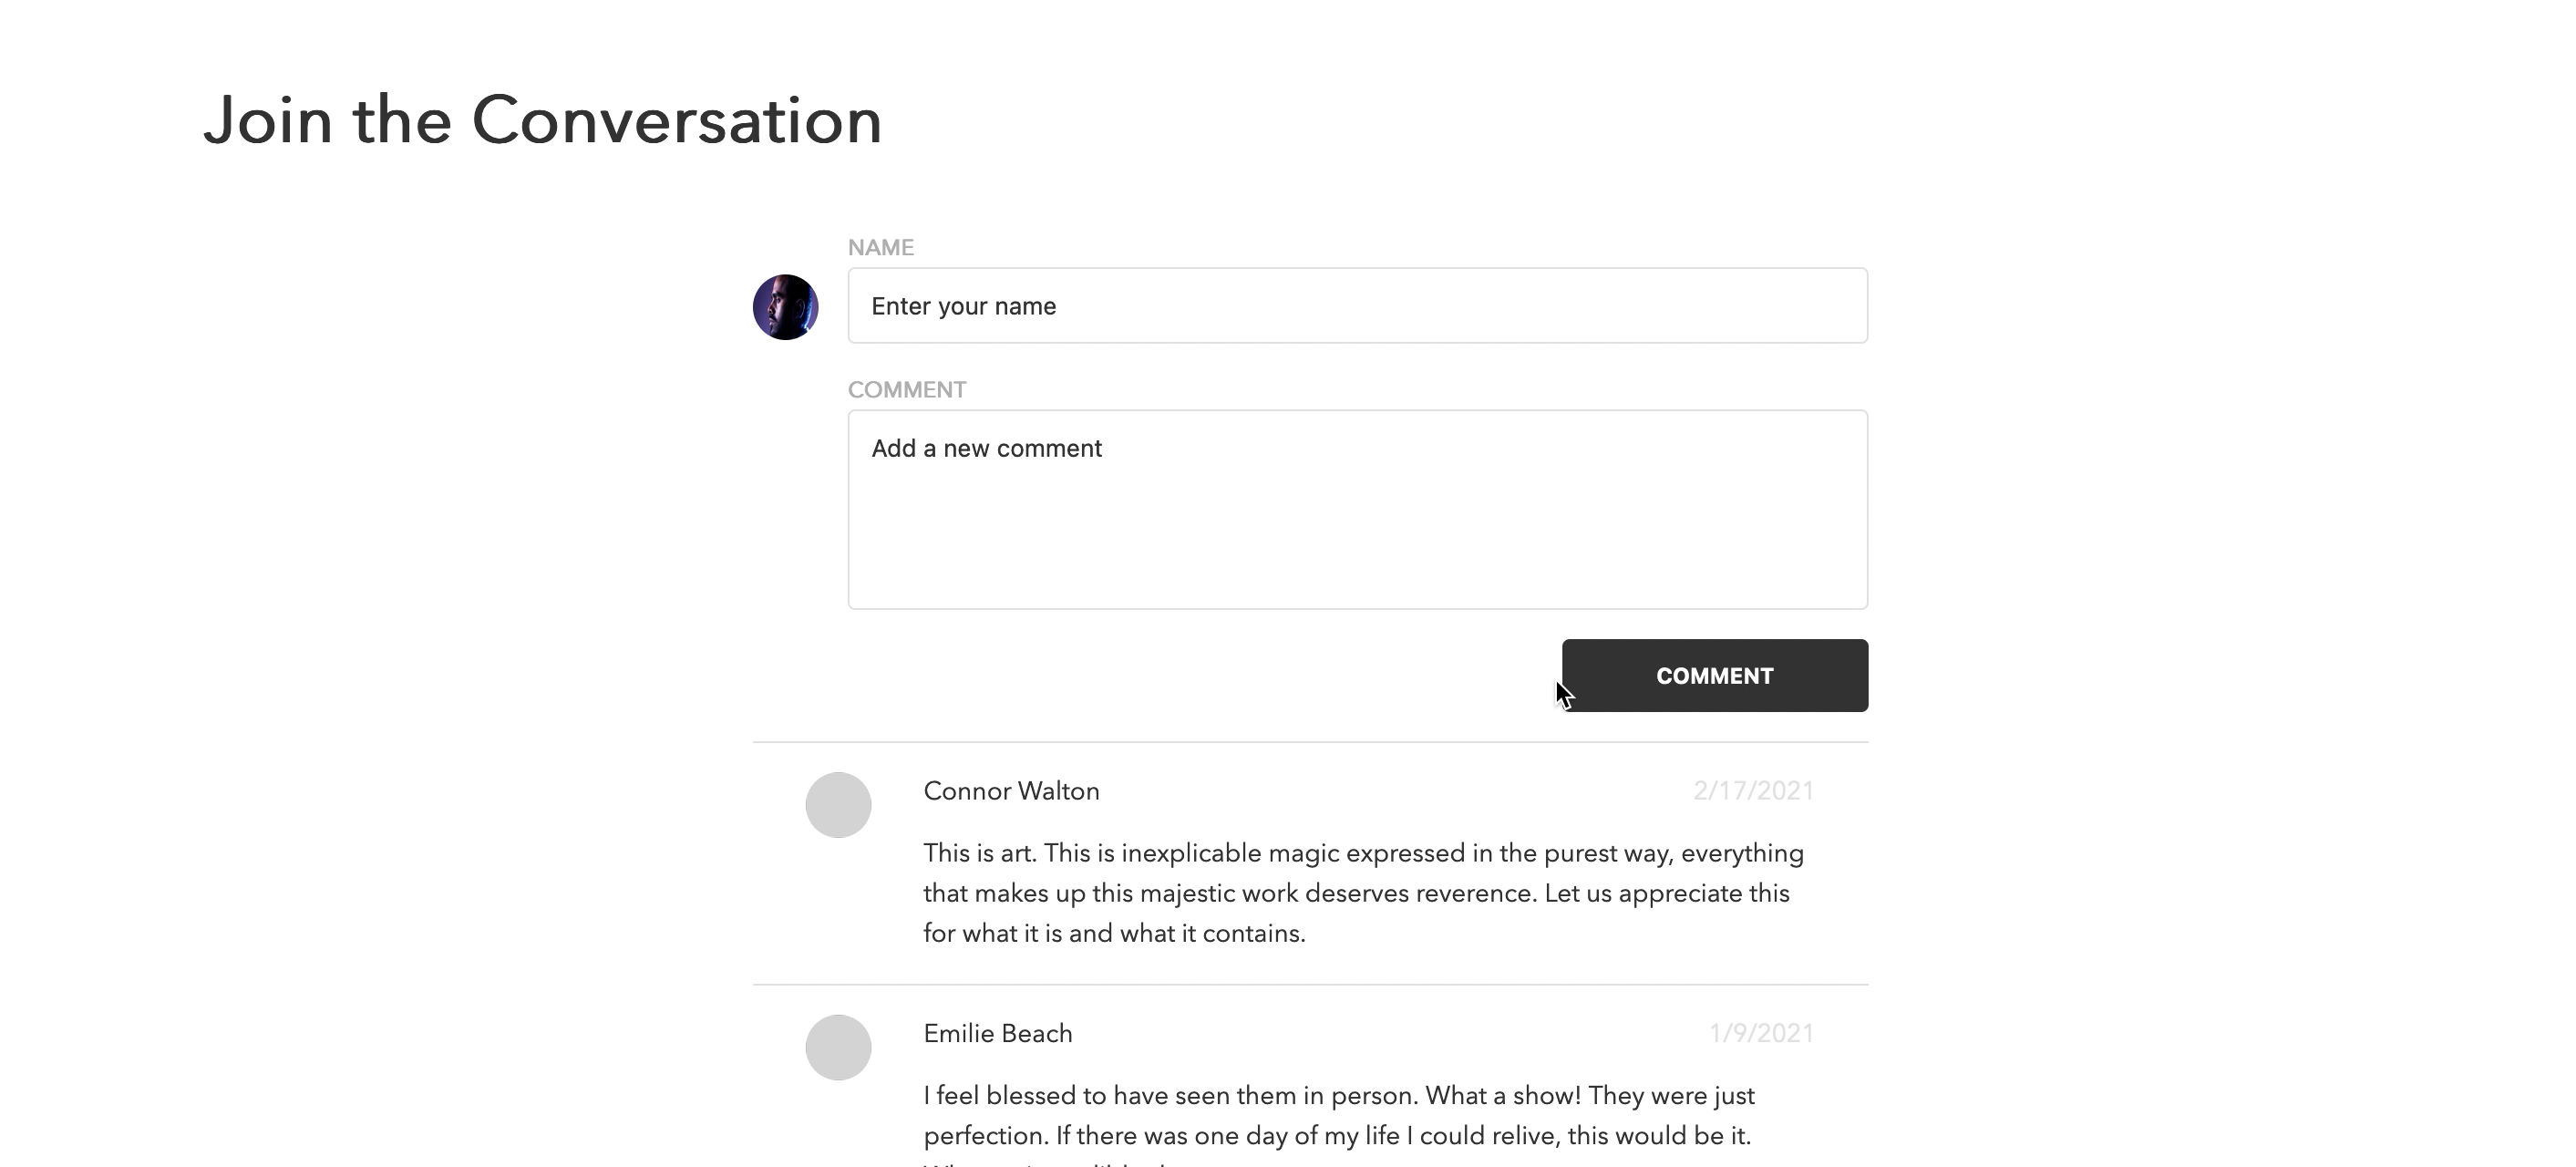 Join the Conversation
NAME
Enter your name
COMMENT
Add a new comment
COMMENT
Connor Walton
2/17/2021
This is art. This is inexplicable magic expressed in the purest way, everything
that makes up this majestic work deserves reverence. Let us appreciate this
for what it is and what it contains.
Emilie Beach
1/9/2021
I feel blessed to have seen them in person. What a show! They were just
perfection. If there was one day of my life I could relive, this would be it.